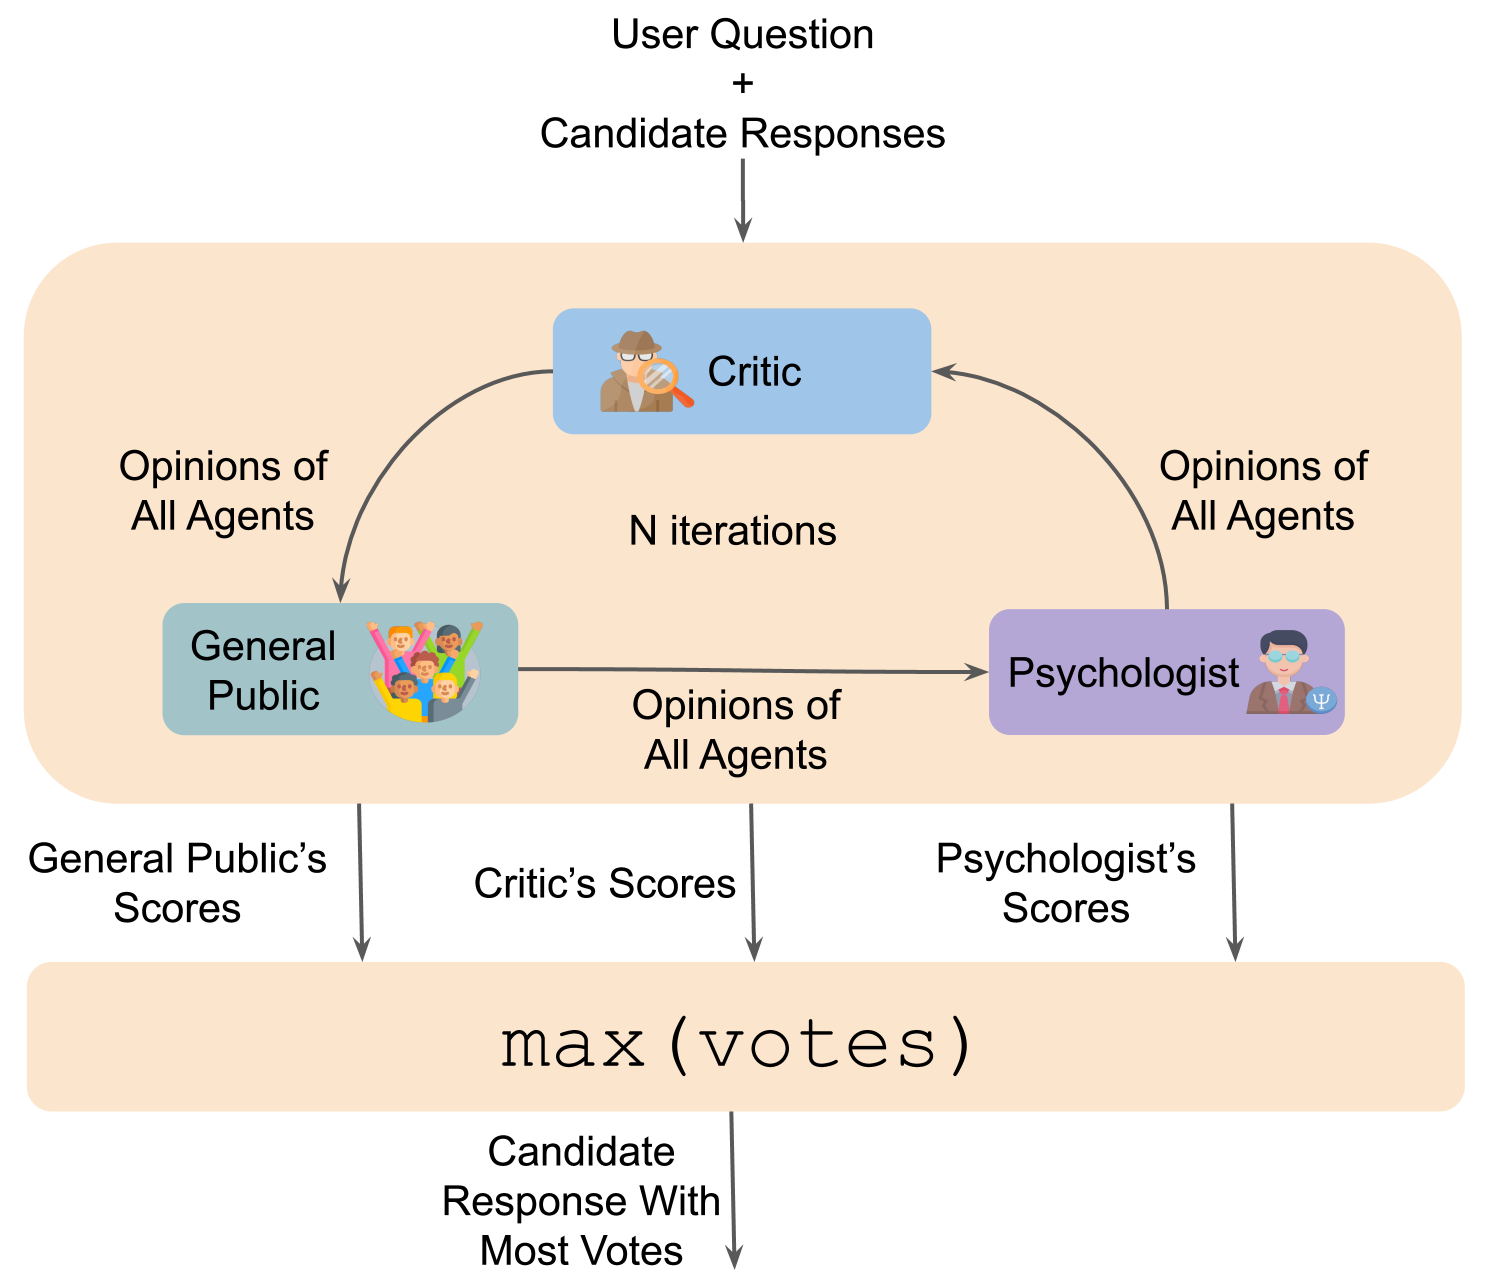 User Question
+
Candidate Responses
Critic
Opinions of
All Agents
Opinions of
All Agents
N iterations
General
Public
Psychologist
Ψ
Opinions of
All Agents
General Public’s
Scores
Critic’s Scores
Psychologist’s
Scores
max(votes)
Candidate
Response With
Most Votes